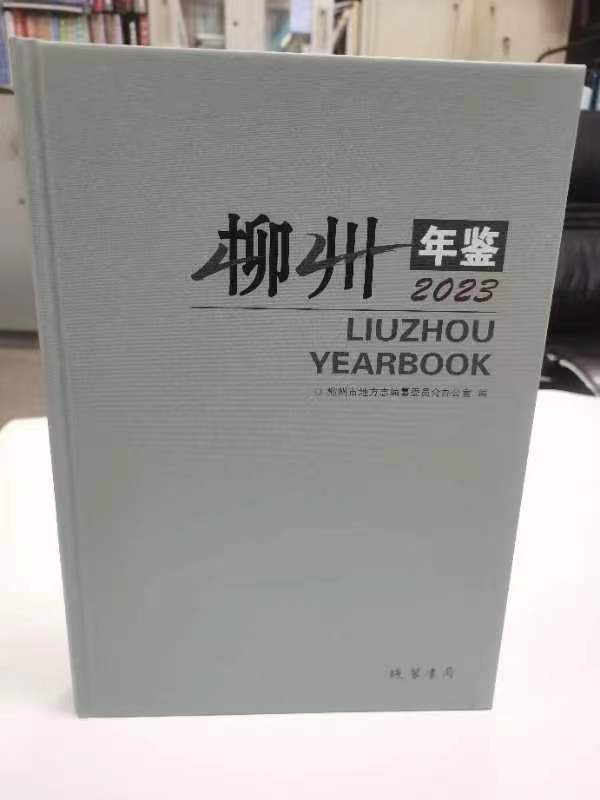 柳州年鉴
2023
LIUZHOU
YEARBOOK
柳州市地方志编纂委员会办公室 编
线装书局